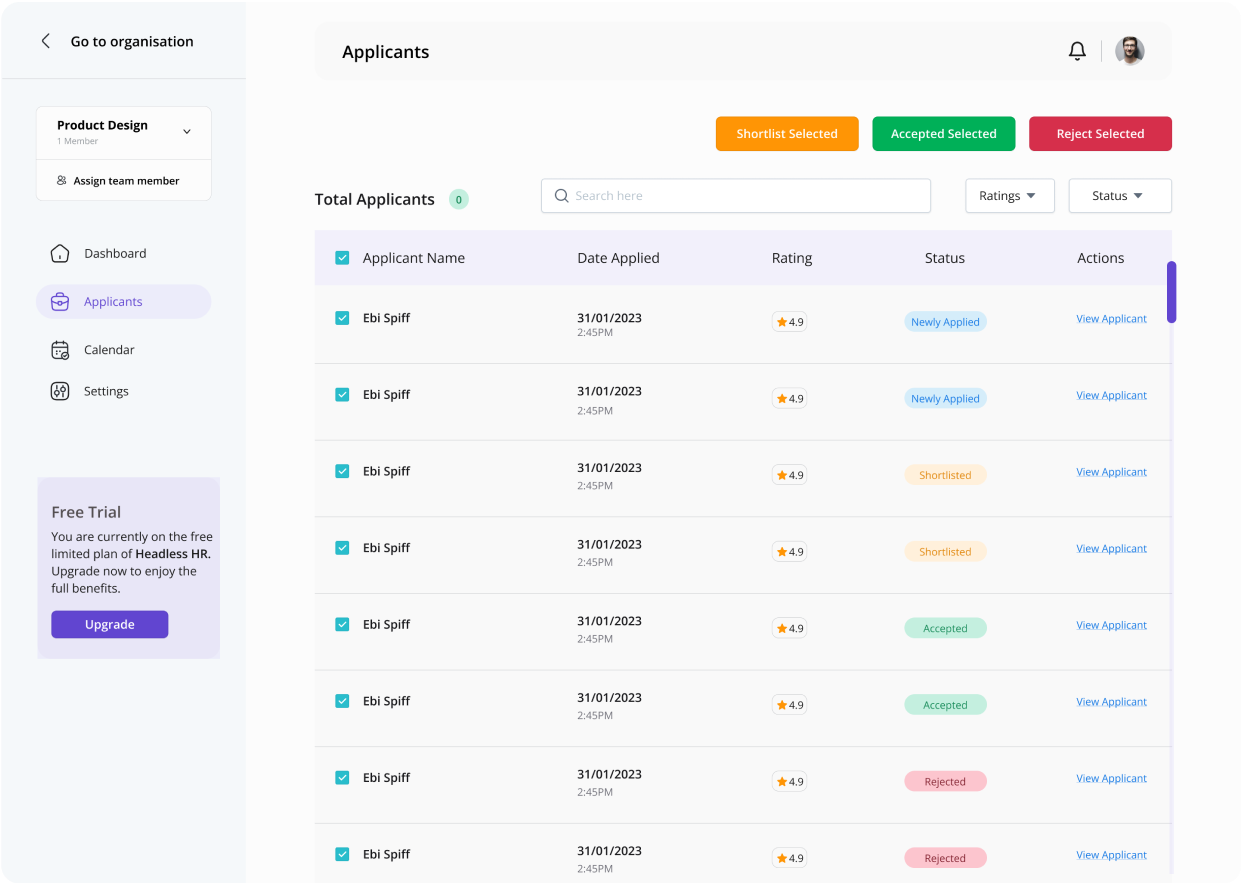 Go to organisation
Product Design
1 Member
Assign team member
Dashboard
Applicants
Calendar
Settings
Free Trial
You are currently on the free
limited plan of Headless HR.
Upgrade now to enjoy the
full benefits.
Upgrade
Applicants
Shortlist Selected Accepted Selected Reject Selected
Total Applicants 0 Search here Ratings Status
Applicant Name Date Applied Rating Status Actions
Ebi Spiff 31/01/2023 4.9 Newly Applied View Applicant
2:45PM
Ebi Spiff 31/01/2023 4.9 Newly Applied View Applicant
2:45PM
Ebi Spiff 31/01/2023 4.9 Shortlisted View Applicant
2:45PM
Ebi Spiff 31/01/2023 4.9 Shortlisted View Applicant
2:45PM
Ebi Spiff 31/01/2023 4.9 Accepted View Applicant
2:45PM
Ebi Spiff 31/01/2023 4.9 Accepted View Applicant
2:45PM
Ebi Spiff 31/01/2023 4.9 Rejected View Applicant
2:45PM
Ebi Spiff 31/01/2023 4.9 Rejected View Applicant
2:45PM